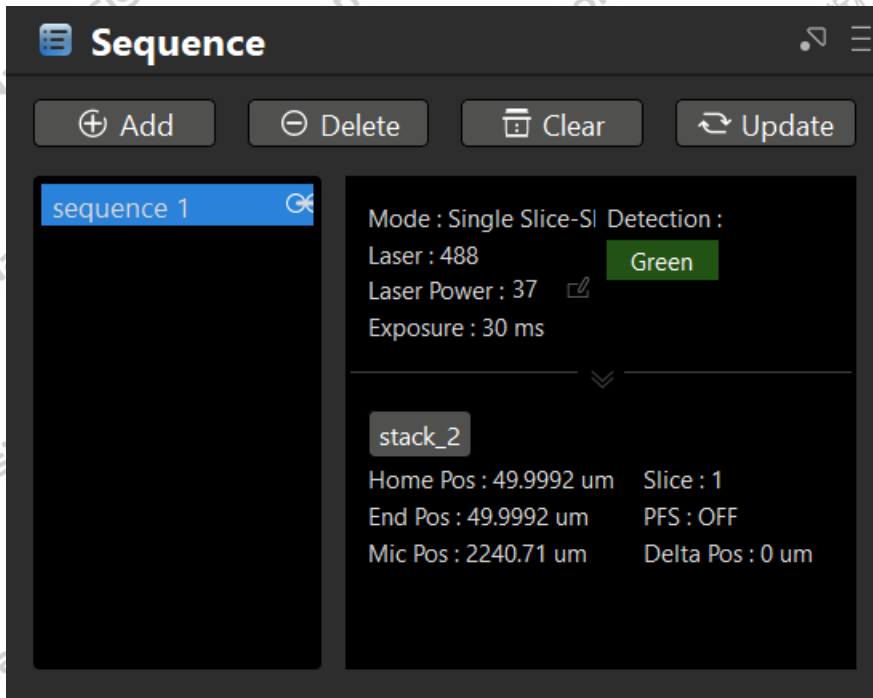 Sequence
Add Delete Clear Update
sequence 1
Mode : Single Slice-SI Detection :
Laser : 488 Green
Laser Power : 37
Exposure : 30 ms
stack_2
Home Pos : 49.9992 um Slice : 1
End Pos : 49.9992 um PFS : OFF
Mic Pos : 2240.71 um Delta Pos : 0 um